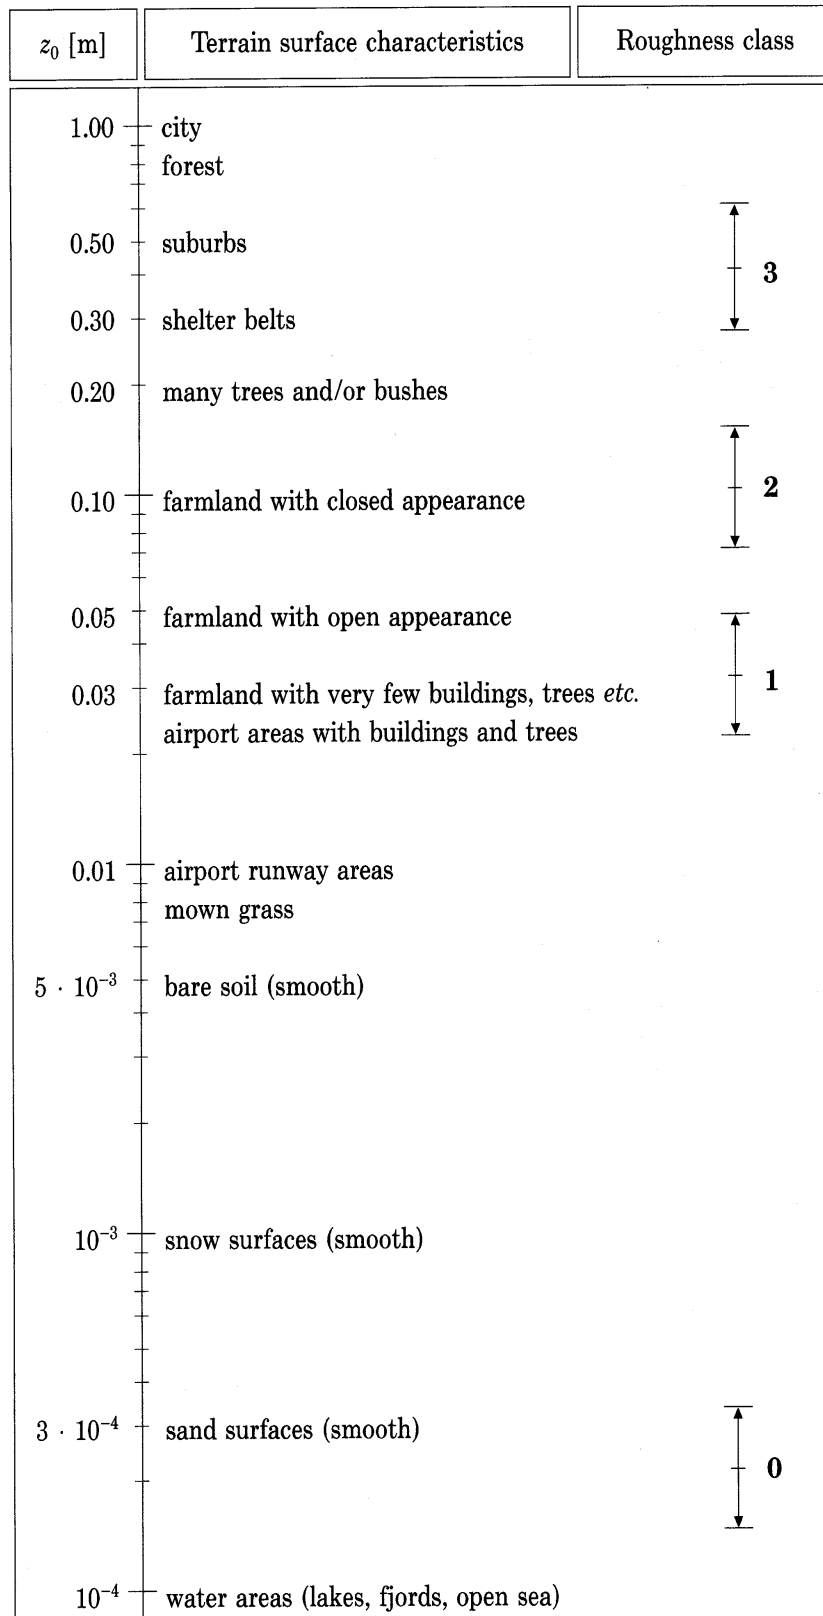 z₀ [m] Terrain surface characteristics Roughness class
1.00 city
forest
0.50 suburbs
3
0.30 shelter belts
0.20 many trees and/or bushes
2
0.10 farmland with closed appearance
0.05 farmland with open appearance
1
0.03 farmland with very few buildings, trees etc.
airport areas with buildings and trees
0.01 airport runway areas
mown grass
5 · 10⁻³ bare soil (smooth)
10⁻³ snow surfaces (smooth)
3 · 10⁻⁴ sand surfaces (smooth)
0
10⁻⁴ water areas (lakes, fjords, open sea)